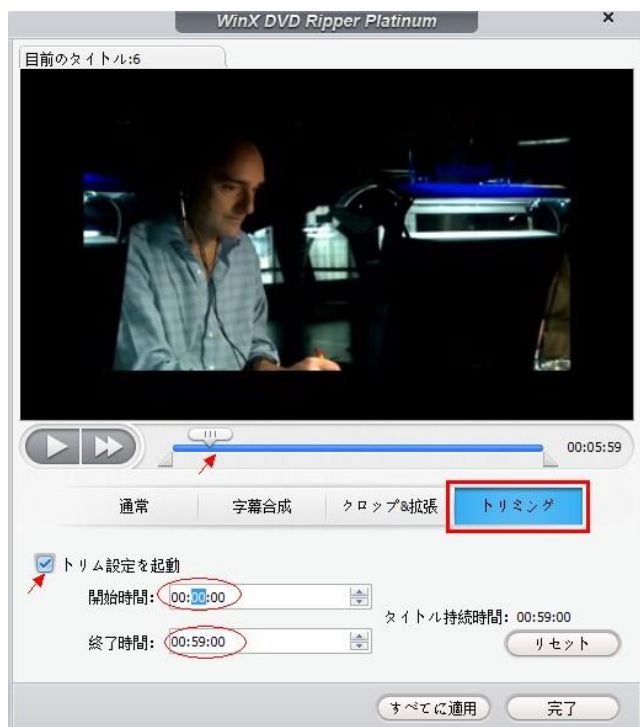 WinX DVD Ripper Platinum
目前のタイトル:6
00:05:59
通常 字幕合成 クロップ&拡張 トリミング
トリム設定を起動
開始時間: 00:00:00
タイトル持続時間: 00:59:00
終了時間: 00:59:00
リセット
すべてに適用 完了